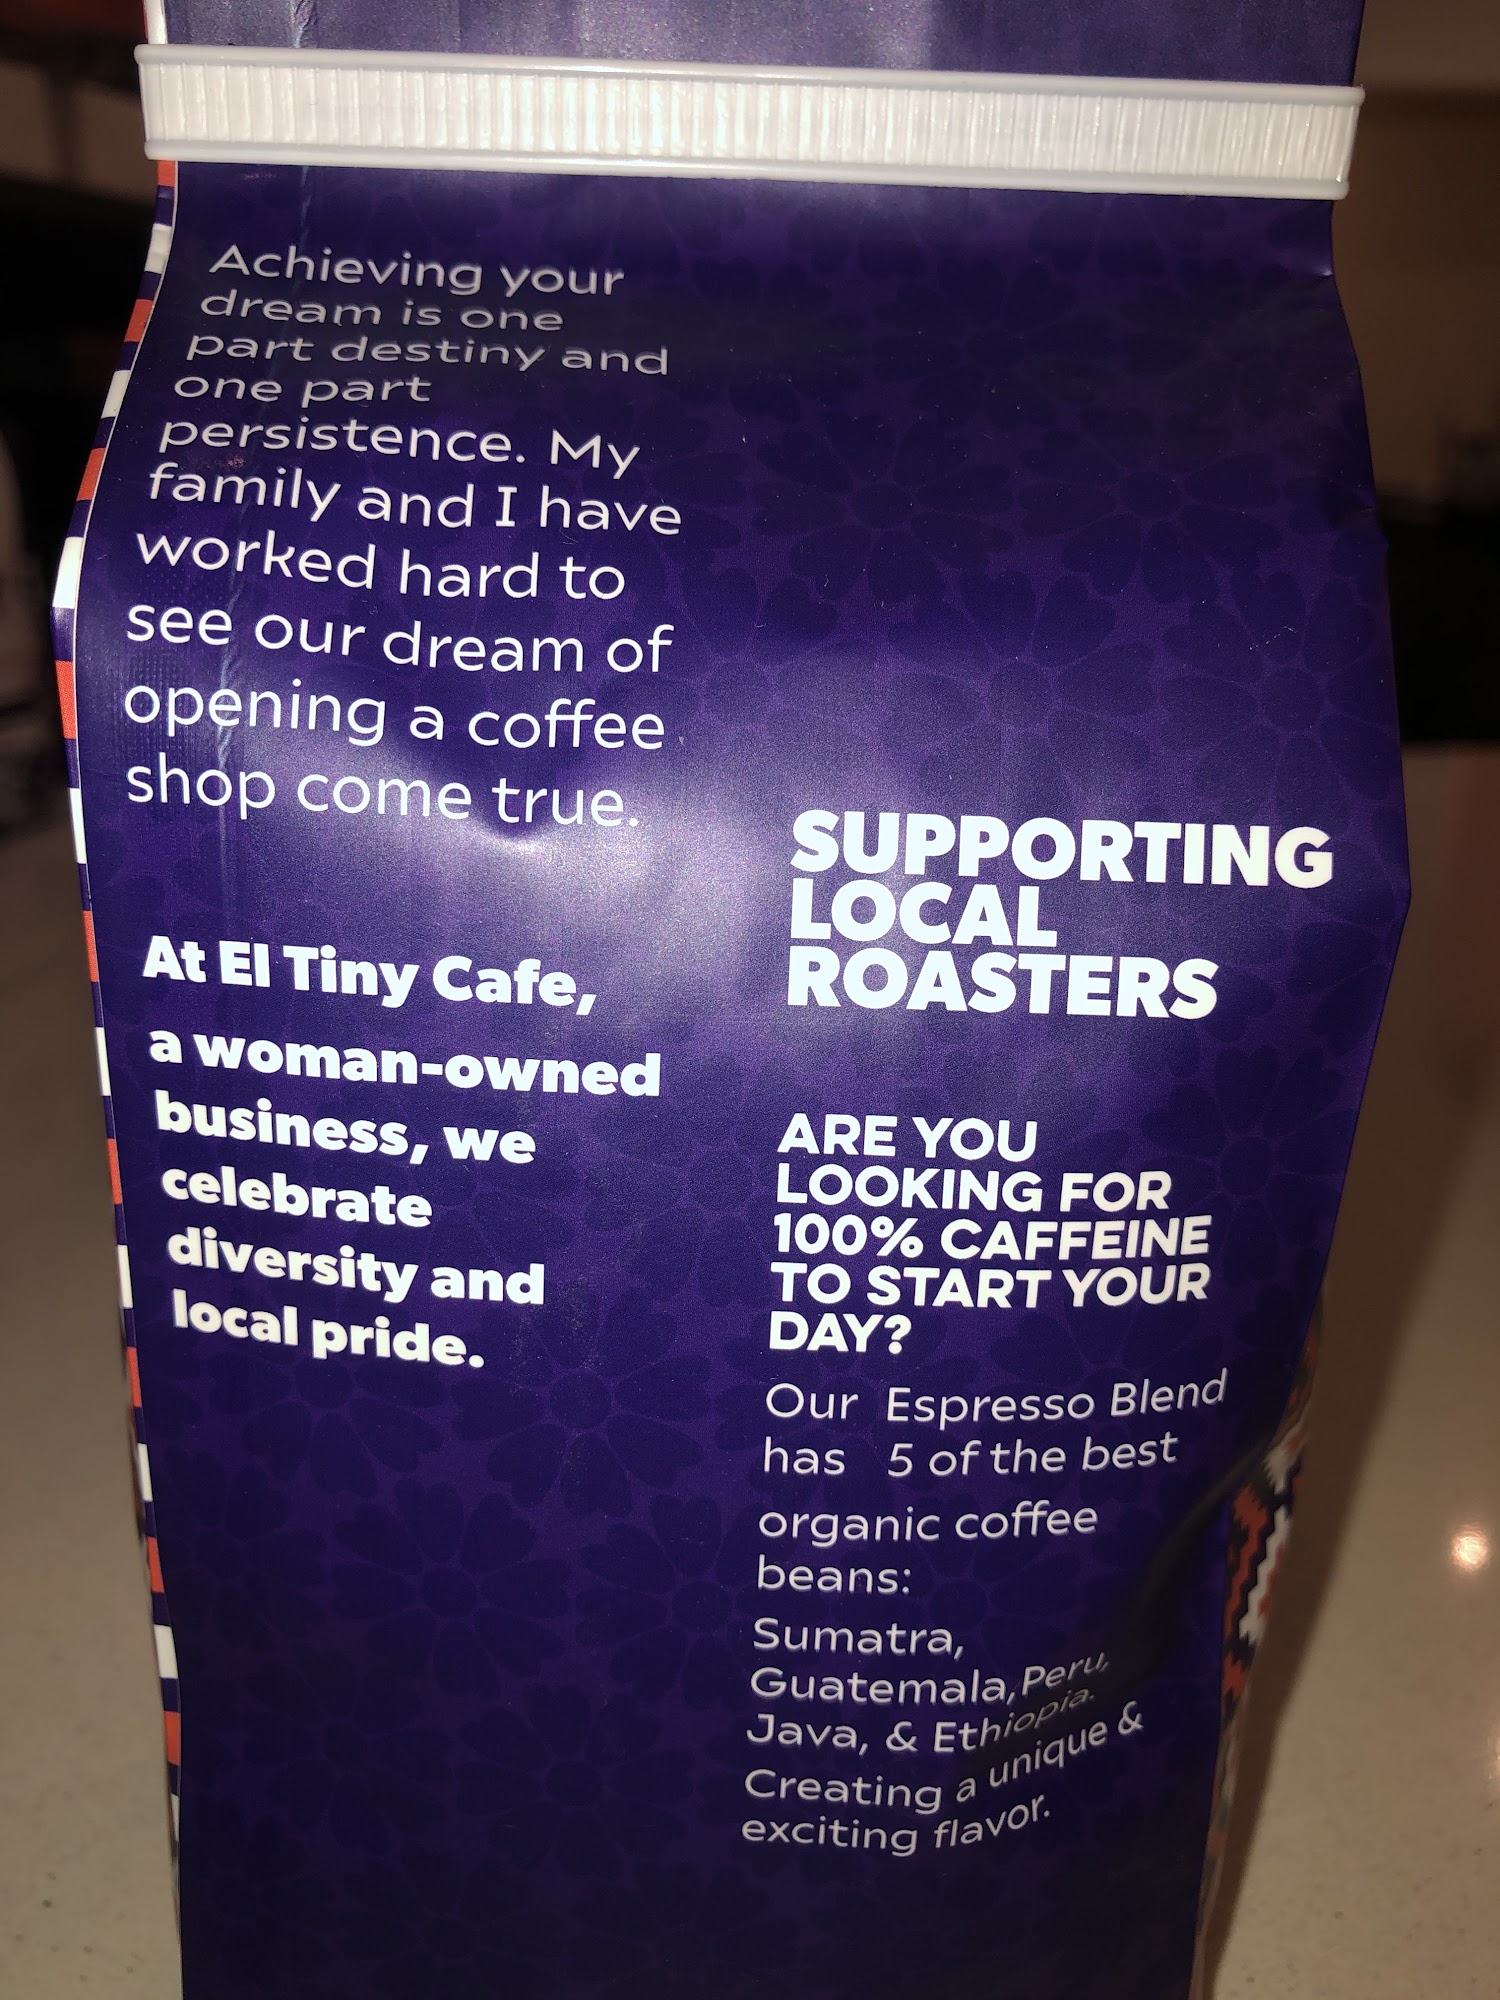 Achieving your
dream is one
part destiny and
one part
persistence. My
family and I have
worked hard to
see our dream of
opening a coffee
shop come true.
At El Tiny Cafe,
a woman-owned
business, we
celebrate
diversity and
local pride.
SUPPORTING
LOCAL
ROASTERS
ARE YOU
LOOKING FOR
100% CAFFEINE
TO START YOUR
DAY?
Our Espresso Blend
has 5 of the best
organic coffee
beans:
Sumatra,
Guatemala, Peru,
Java, & Ethiopia.
Creating a unique &
exciting flavor.